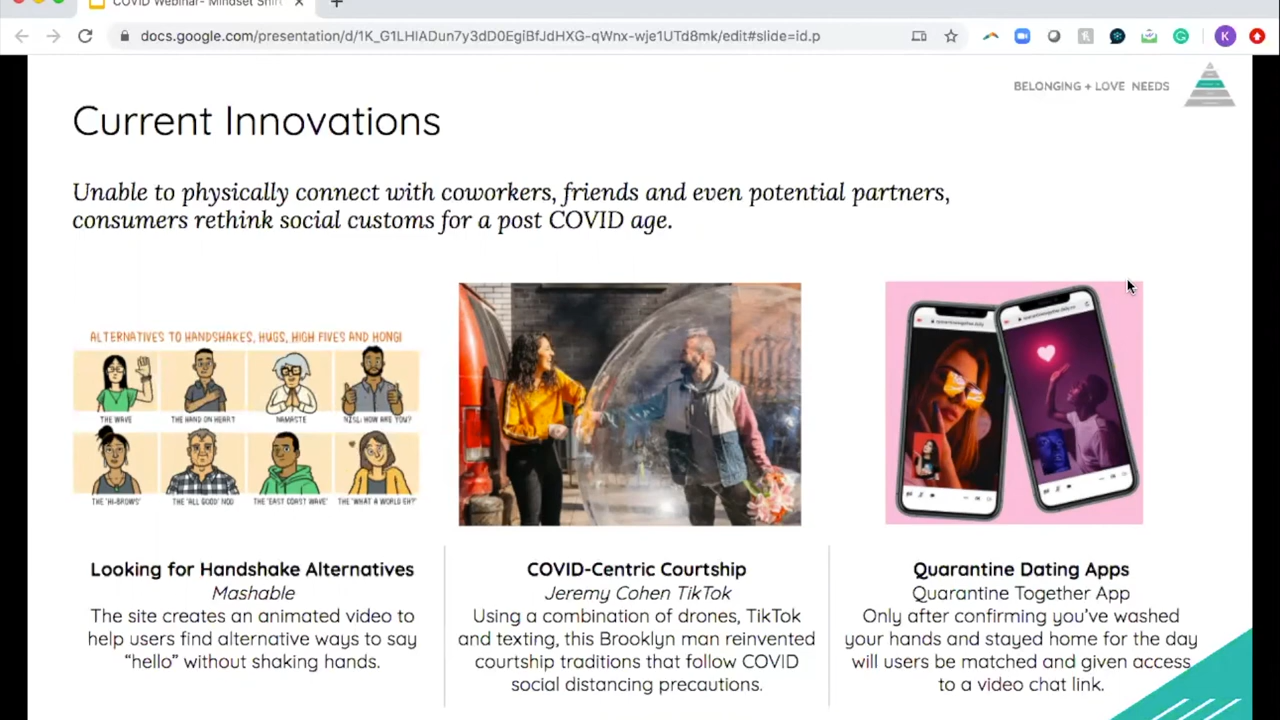 COVID Webinar- Mindset Shift
docs.google.com/presentation/d/1K_G1LHIADun7y3dD0EgiBfJdHXG-qWnx-wje1UTd8mk/edit#slide=id.p
K
BELONGING + LOVE NEEDS
Current Innovations
Unable to physically connect with coworkers, friends and even potential partners,
consumers rethink social customs for a post COVID age.
ALTERNATIVES TO HANDSHAKES, HUGS, HIGH FIVES AND HONGI
THE WAVE
THE HAND ON HEART
NAMASTE
NZSL: HOW ARE YOU?
THE 'HI-BROWS'
THE 'ALL GOOD' NOD
THE 'EAST COAST WAVE'
THE 'WHAT A WORLD EH?'
Looking for Handshake Alternatives
Mashable
The site creates an animated video to
help users find alternative ways to say
“hello” without shaking hands.
COVID-Centric Courtship
Jeremy Cohen TikTok
Using a combination of drones, TikTok
and texting, this Brooklyn man reinvented
courtship traditions that follow COVID
social distancing precautions.
Quarantine Dating Apps
Quarantine Together App
Only after confirming you’ve washed
your hands and stayed home for the day
will users be matched and given access
to a video chat link.